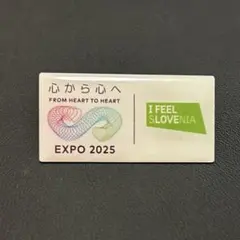 心から心へ
FROM HEART TO HEART
EXPO 2025
I FEEL
SLOVENIA